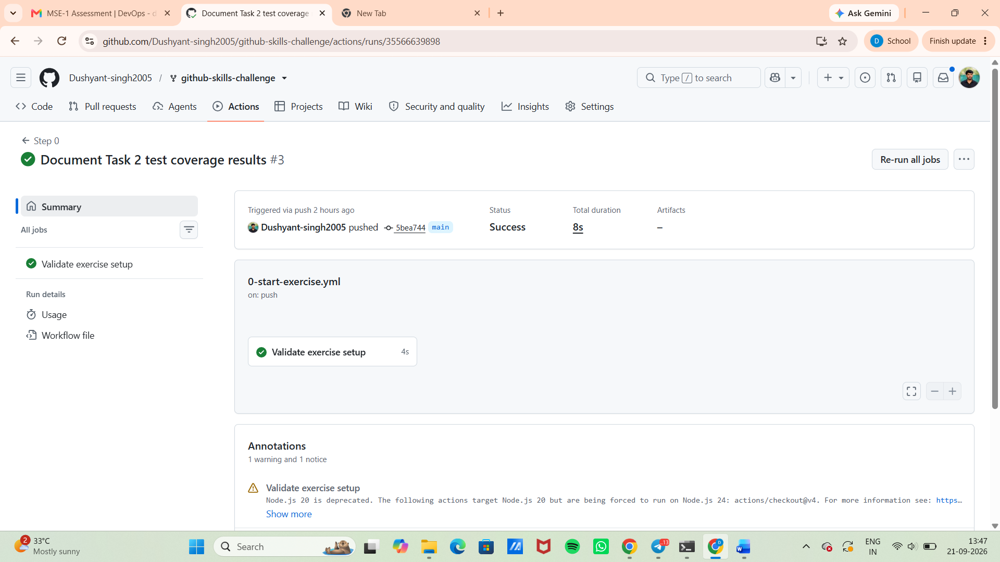 MSE-1 Assessment | DevOps - d
Document Task 2 test coverage
New Tab
Ask Gemini
github.com/Dushyant-singh2005/github-skills-challenge/actions/runs/35566639898
D School
Finish update
Dushyant-singh2005 / github-skills-challenge
Type / to search
Code
Pull requests
Agents
Actions
Projects
Wiki
Security and quality
Insights
Settings
Step 0
Document Task 2 test coverage results #3
Re-run all jobs
Summary
All jobs
Validate exercise setup
Run details
Usage
Workflow file
Triggered via push 2 hours ago
Dushyant-singh2005 pushed 5bea744 main
Status
Success
Total duration
8s
Artifacts
–
0-start-exercise.yml
on: push
Validate exercise setup 4s
Annotations
1 warning and 1 notice
Validate exercise setup
Node.js 20 is deprecated. The following actions target Node.js 20 but are being forced to run on Node.js 24: actions/checkout@v4. For more information see: https…
Show more
2
33°C
Mostly sunny
Search
13
D
ENG
IN
13:47
21-09-2026